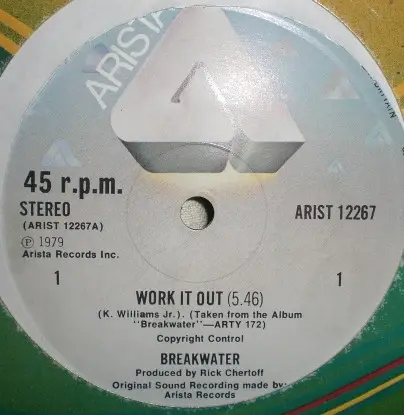 ARISTA
45 r.p.m.
STEREO
(ARIST 12267A)
ARIST 12267
Ⓟ 1979
Arista Records Inc.
1
1
WORK IT OUT (5.46)
(K. Williams Jr.). (Taken from the Album
"Breakwater"—ARTY 172)
Copyright Control
BREAKWATER
Produced by Rick Chertoff
Original Sound Recording made by
Arista Records